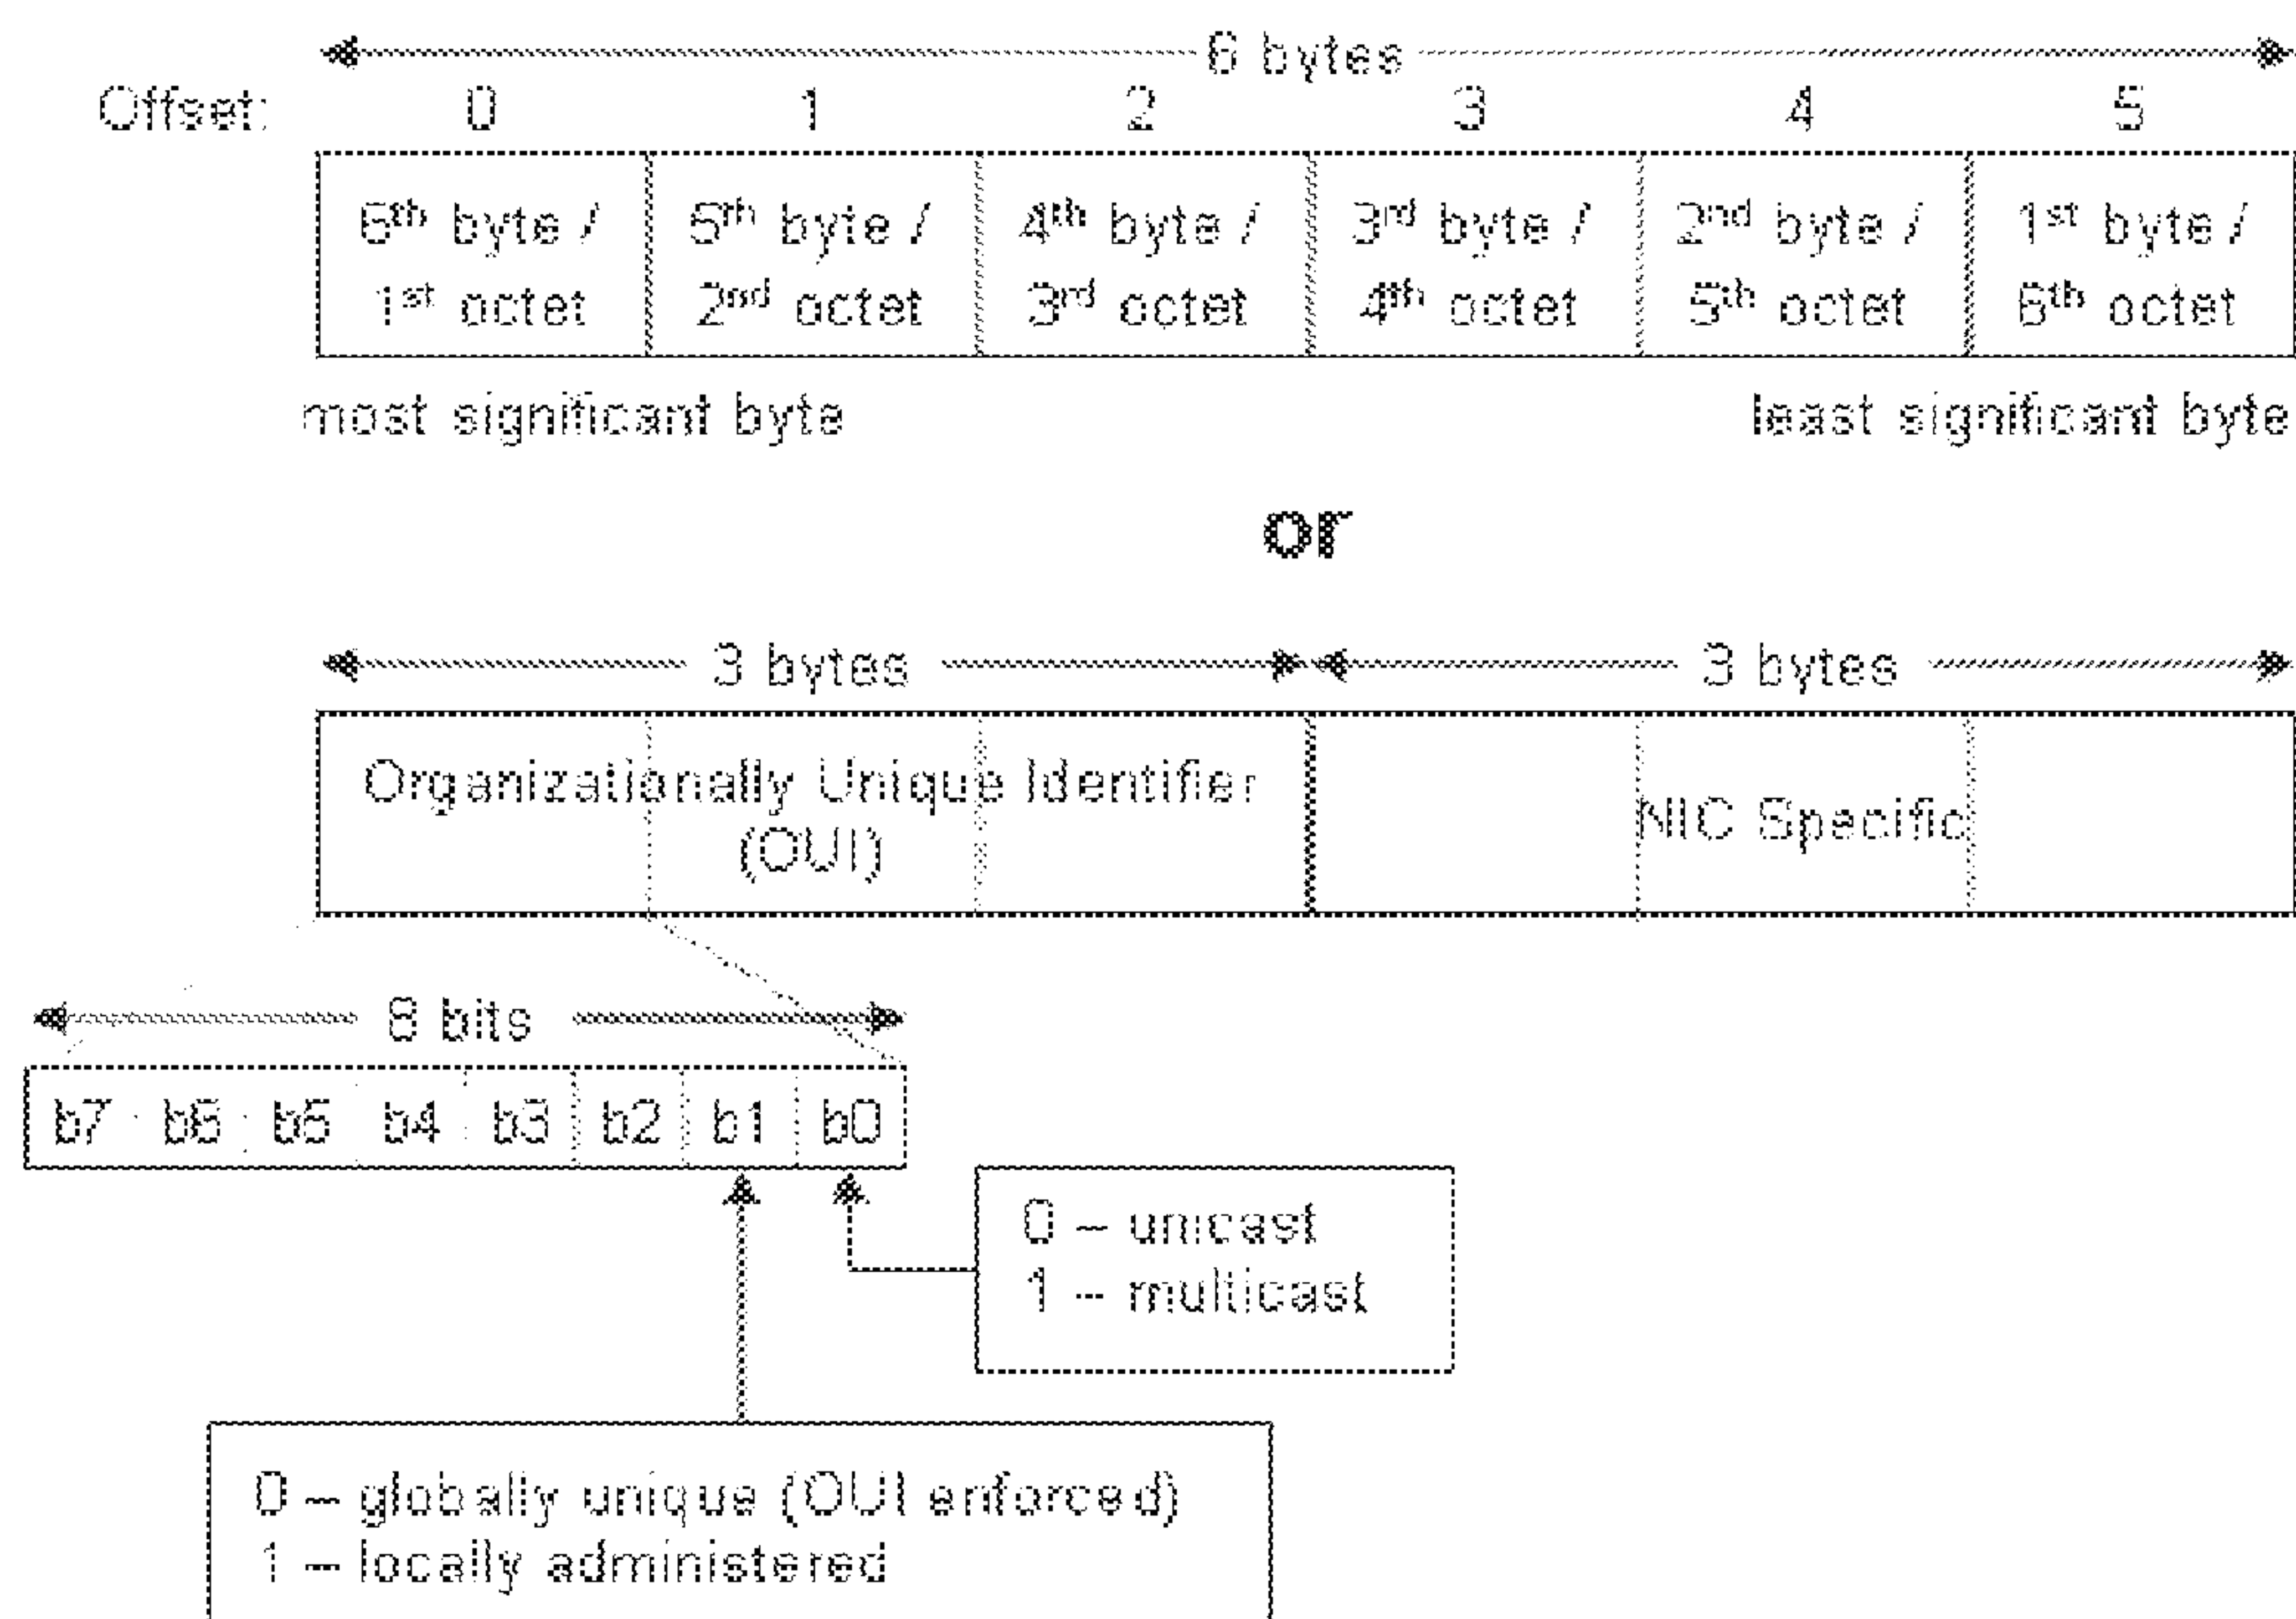 6 bytes
Offset: 0 1 2 3 4 5
6th byte / 5th byte / 4th byte / 3rd byte / 2nd byte / 1st byte /
1st octet 2nd octet 3rd octet 4th octet 5th octet 6th octet
most significant byte least significant byte
or
3 bytes 3 bytes
Organizationally Unique Identifier
(OUI)
NIC Specific
8 bits
b7 b6 b5 b4 b3 b2 b1 b0
0 – unicast
1 – multicast
0 – globally unique (OUI enforced)
1 – locally administered